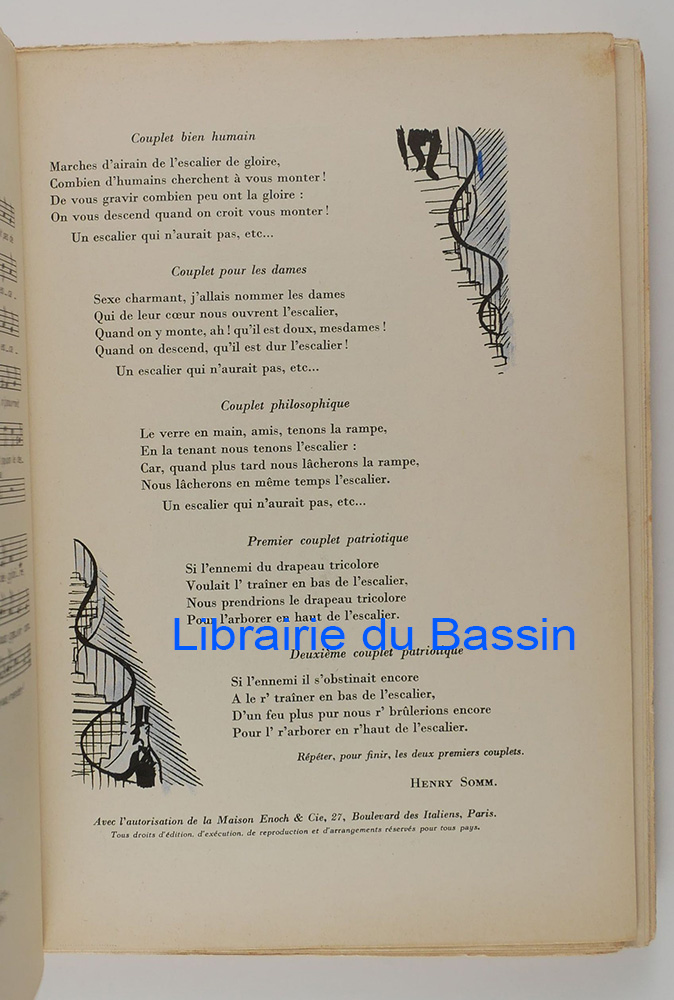 Couplet bien humain
Marches d'airain de l'escalier de gloire,
Combien d'humains cherchent à vous monter !
De vous gravir combien peu ont la gloire :
On vous descend quand on croit vous monter !
Un escalier qui n'aurait pas, etc...
Couplet pour les dames
Sexe charmant, j'allais nommer les dames
Qui de leur cœur nous ouvrent l'escalier,
Quand on y monte, ah ! qu'il est doux, mesdames !
Quand on descend, qu'il est dur l'escalier !
Un escalier qui n'aurait pas, etc...
Couplet philosophique
Le verre en main, amis, tenons la rampe,
En la tenant nous tenons l'escalier :
Car, quand plus tard nous lâcherons la rampe,
Nous lâcherons en même temps l'escalier.
Un escalier qui n'aurait pas, etc...
Premier couplet patriotique
Si l'ennemi du drapeau tricolore
Voulait l' traîner en bas de l'escalier,
Nous prendrions le drapeau tricolore
Pour l'arborer en haut de l'escalier.
Librairie du Bassin
Deuxième couplet patriotique
Si l'ennemi il s'obstinait encore
A le r' traîner en bas de l'escalier,
D'un feu plus pur nous r' brûlerions encore
Pour l' r'arborer en r'haut de l'escalier.
Répéter, pour finir, les deux premiers couplets.
HENRY SOMM.
Avec l'autorisation de la Maison Enoch & Cie, 27, Boulevard des Italiens, Paris.
Tous droits d'édition, d'exécution, de reproduction et d'arrangements réservés pour tous pays.